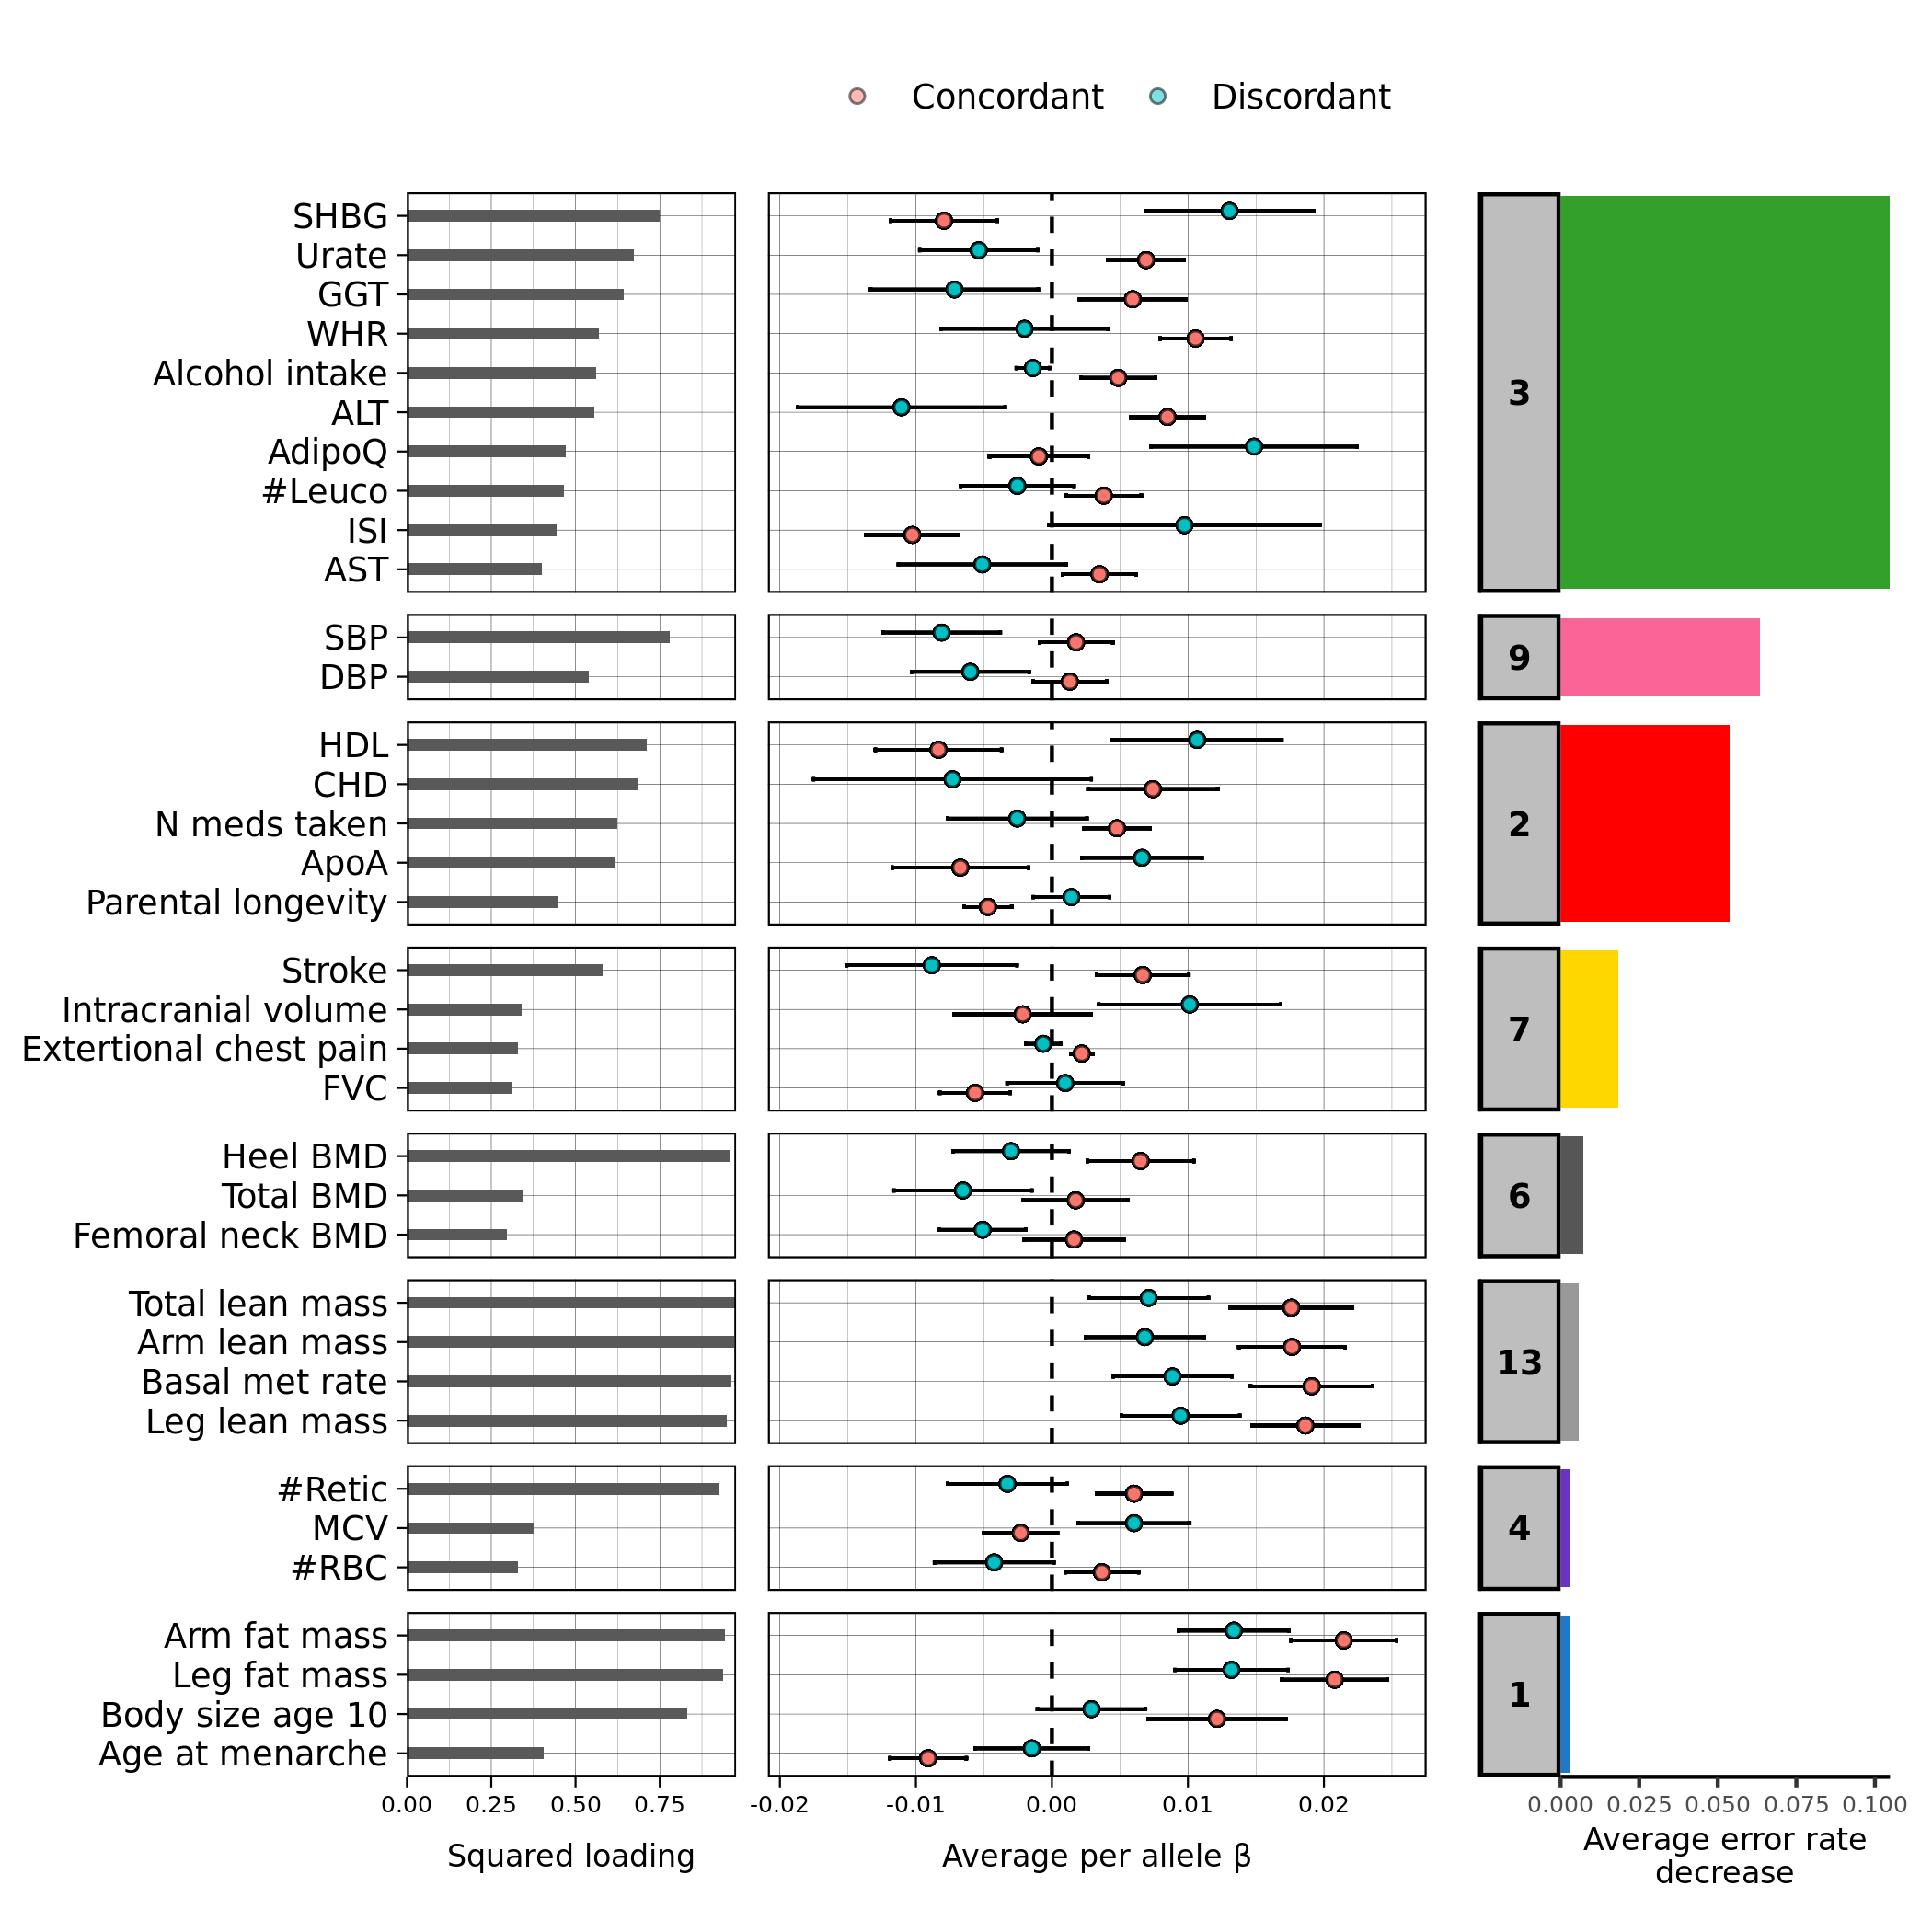 Concordant Discordant
SHBG
Urate
GGT
WHR
Alcohol intake
ALT
AdipoQ
#Leuco
ISI
AST
3
SBP
DBP
9
HDL
CHD
N meds taken
ApoA
Parental longevity
2
Stroke
Intracranial volume
Extertional chest pain
FVC
7
Heel BMD
Total BMD
Femoral neck BMD
6
Total lean mass
Arm lean mass
Basal met rate
Leg lean mass
13
#Retic
MCV
#RBC
4
Arm fat mass
Leg fat mass
Body size age 10
Age at menarche
1
0.00 0.25 0.50 0.75
Squared loading
-0.02 -0.01 0.00 0.01 0.02
Average per allele β
0.000 0.025 0.050 0.075 0.100
Average error rate
decrease